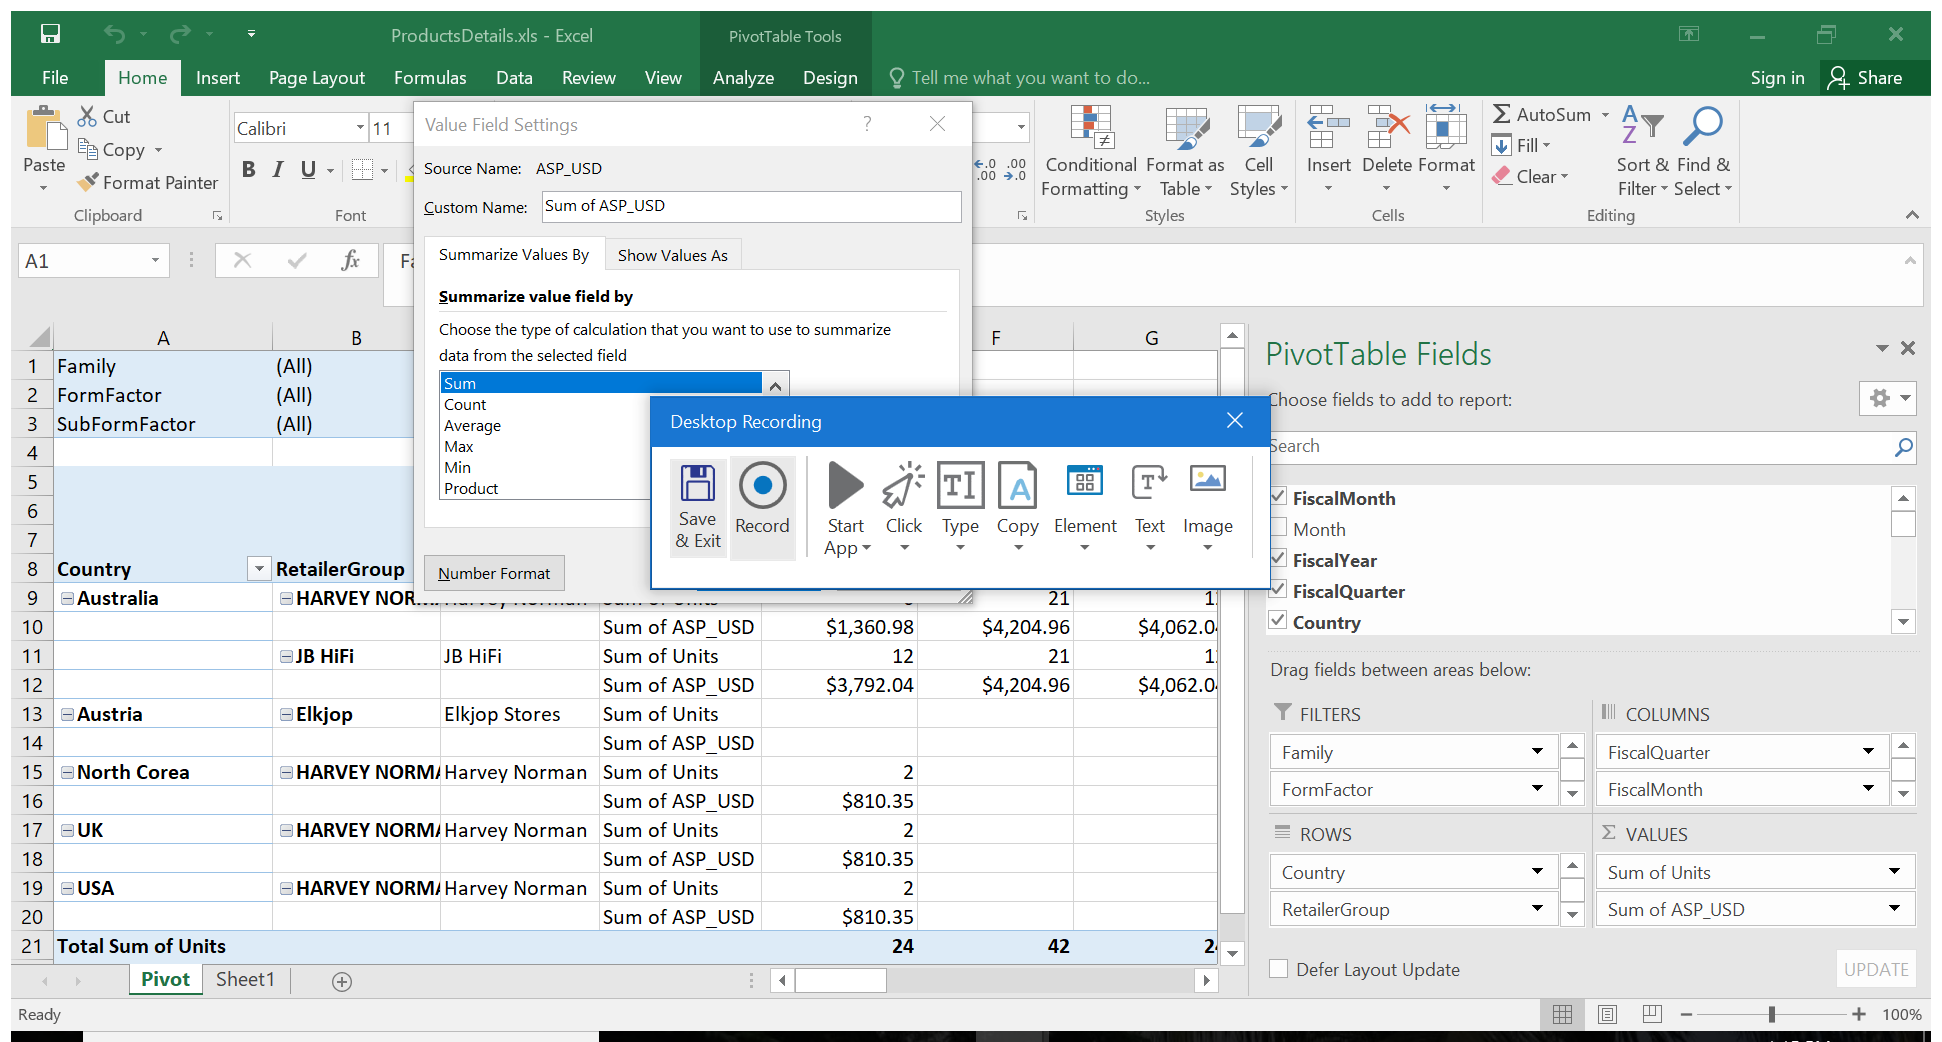 ProductsDetails.xls - Excel
PivotTable Tools
File Home Insert Page Layout Formulas Data Review View Analyze Design Tell me what you want to do... Sign in Share
Paste
Cut
Copy
Format Painter
Clipboard
Calibri 11
B I U
Font
←.0 .00
.00 →.0
Conditional Formatting
Format as Table
Cell Styles
Styles
Insert Delete Format
Cells
AutoSum
Fill
Clear
Sort & Filter
Find & Select
Editing
Value Field Settings ?
Source Name: ASP_USD
Custom Name: Sum of ASP_USD
Summarize Values By Show Values As
Summarize value field by
Choose the type of calculation that you want to use to summarize
data from the selected field
Sum
Count
Average
Max
Min
Product
Number Format
Desktop Recording
Save & Exit
Record
Start App
Click
Type
Copy
Element
Text
Image
A1 fx Fa
A B F G
1 Family (All)
2 FormFactor (All)
3 SubFormFactor (All)
4
5
6
7
8 Country RetailerGroup
9 Australia HARVEY NORMA 21
10 Sum of ASP_USD $1,360.98 $4,204.96 $4,062.04
11 JB HiFi JB HiFi Sum of Units 12 21
12 Sum of ASP_USD $3,792.04 $4,204.96 $4,062.04
13 Austria Elkjop Elkjop Stores Sum of Units
14 Sum of ASP_USD
15 North Corea HARVEY NORMA Harvey Norman Sum of Units 2
16 Sum of ASP_USD $810.35
17 UK HARVEY NORMA Harvey Norman Sum of Units 2
18 Sum of ASP_USD $810.35
19 USA HARVEY NORMA Harvey Norman Sum of Units 2
20 Sum of ASP_USD $810.35
21 Total Sum of Units 24 42 24
Pivot Sheet1
Ready
100%
PivotTable Fields
Choose fields to add to report:
Search
FiscalMonth
Month
FiscalYear
FiscalQuarter
Country
Drag fields between areas below:
FILTERS
Family
FormFactor
COLUMNS
FiscalQuarter
FiscalMonth
ROWS
Country
RetailerGroup
VALUES
Sum of Units
Sum of ASP_USD
Defer Layout Update
UPDATE